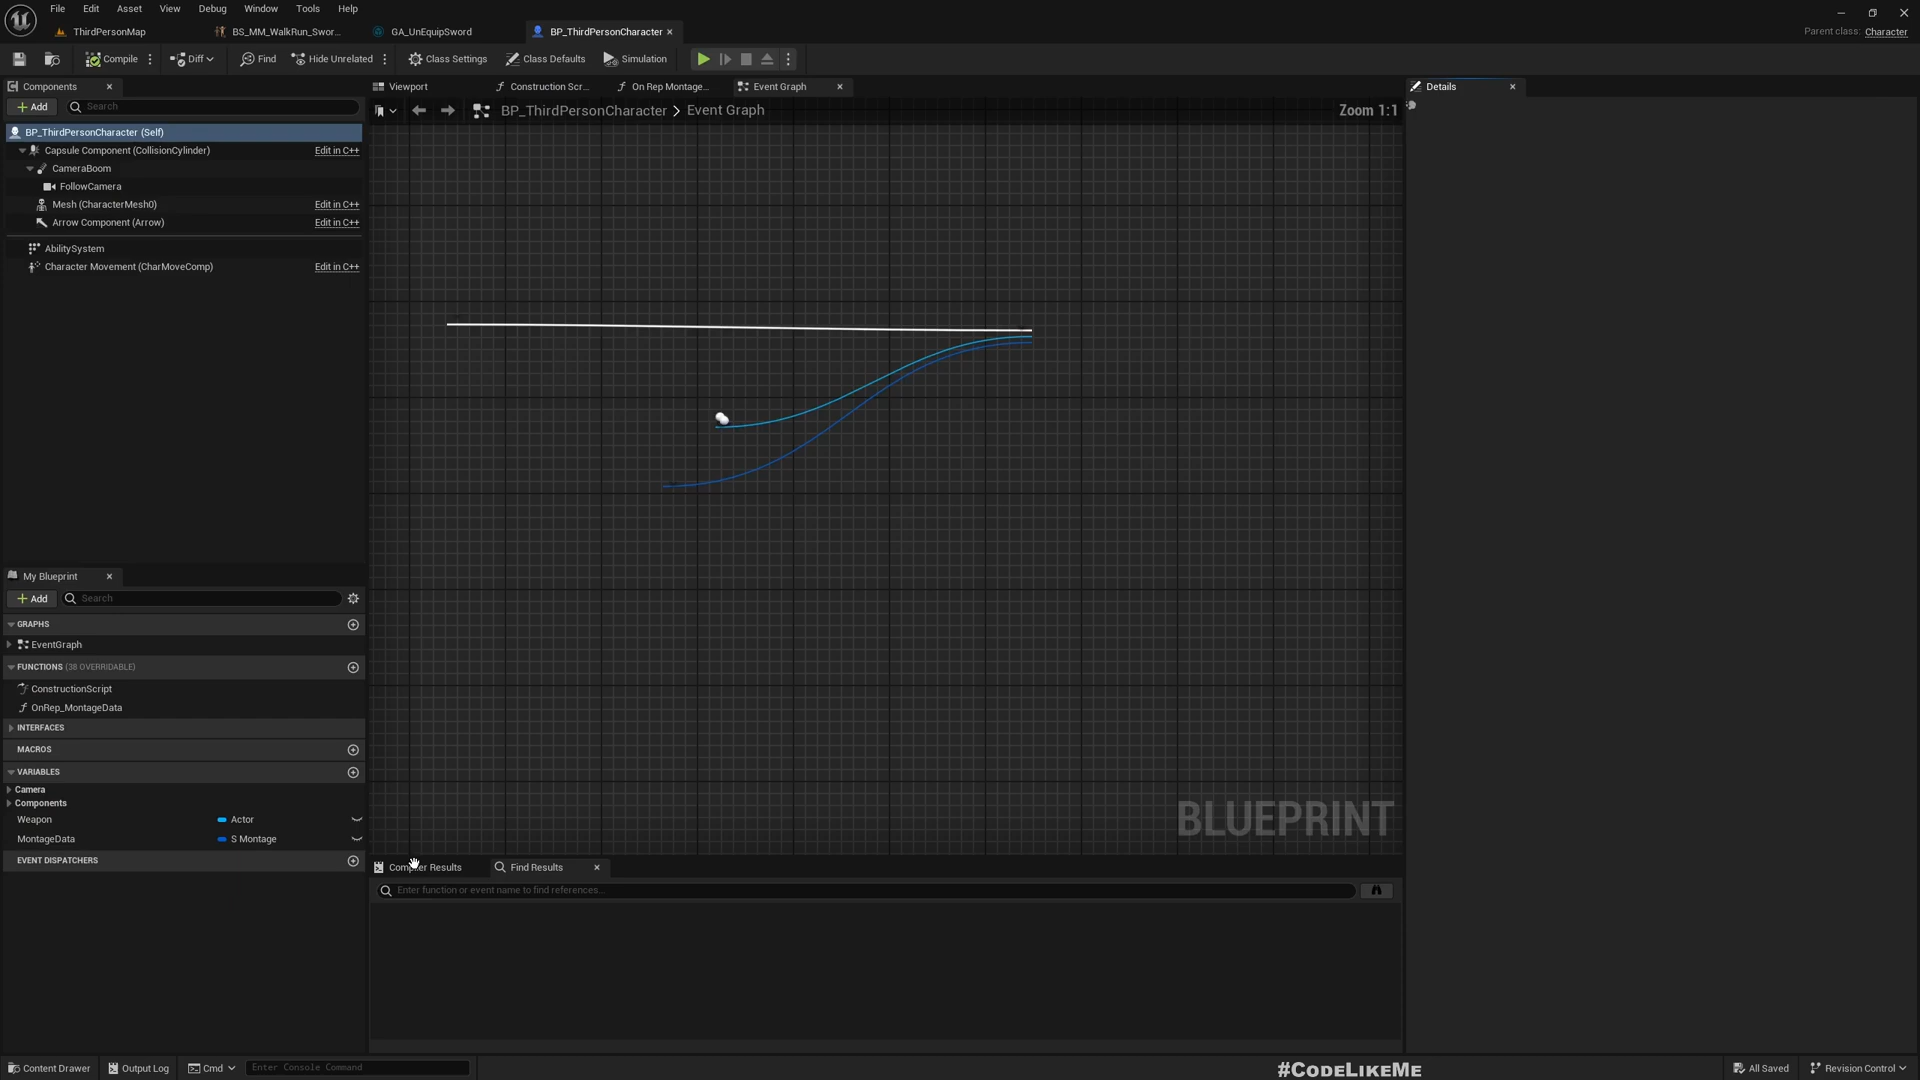 File Edit Asset View Debug Window Tools Help
ThirdPersonMap BS_MM_WalkRun_Swor... GA_UnEquipSword BP_ThirdPersonCharacter
Parent class: Character
Compile Diff Find Hide Unrelated Class Settings Class Defaults Simulation
Components
Add Search
BP_ThirdPersonCharacter (Self)
Capsule Component (CollisionCylinder) Edit in C++
CameraBoom
FollowCamera
Mesh (CharacterMesh0) Edit in C++
Arrow Component (Arrow) Edit in C++
AbilitySystem
Character Movement (CharMoveComp) Edit in C++
My Blueprint
Add Search
GRAPHS
EventGraph
FUNCTIONS (38 OVERRIDABLE)
ConstructionScript
OnRep_MontageData
INTERFACES
MACROS
VARIABLES
Camera
Components
Weapon Actor
MontageData S Montage
EVENT DISPATCHERS
Viewport Construction Scr... On Rep Montage... Event Graph
BP_ThirdPersonCharacter > Event Graph Zoom 1:1
BLUEPRINT
Results Find Results
Enter function or event name to find references...
Details
Content Drawer Output Log Cmd Enter Console Command
#CodeLikeMe
All Saved Revision Control